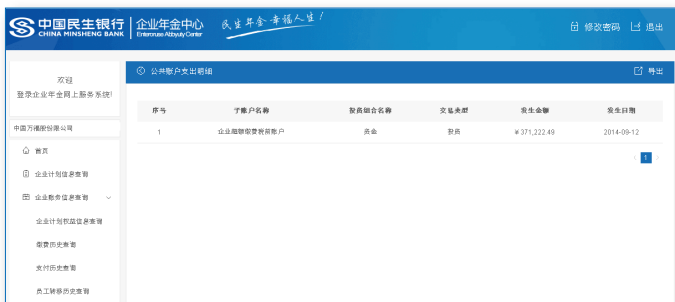 中国民生银行 企业年金中心 民生年金 幸福人生!
CHINA MINSHENG BANK
修改密码 退出
欢迎
登录企业年金网上服务系统!
公共账户支出明细 导出
中国万福股份限公司
首页
企业计划信息查询
企业账务信息查询
企业计划权益信息查询
缴费历史查询
支付历史查询
员工转移历史查询
序号 子账户名称 投资组合名称 交易类型 发生金额 发生日期
1 企业超额缴费税前账户 资金 投资 ¥371,222.49 2014-09-12
1